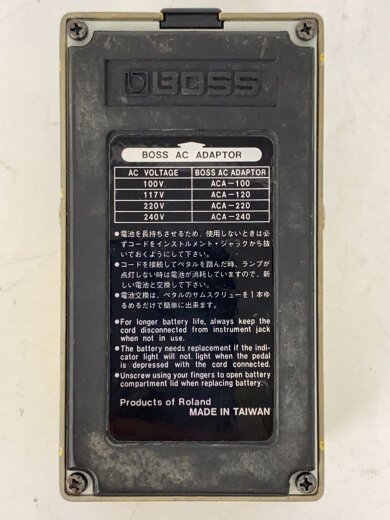 BOSS
BOSS AC ADAPTOR
AC VOLTAGE BOSS AC ADAPTOR
100V ACA-100
117V ACA-120
220V ACA-220
240V ACA-240
●電池を長持ちさせるため、使用しないときは必
ずコードをインストルメント・ジャックから抜
いておくようにして下さい。
●コードを接続してペタルを踏んだ時、ランプが
点灯しない時は電池が消耗していますので、新
しい電池と交換して下さい。
●電池交換は、ペタルのサムスクリューを1本ゆ
るめるだけで簡単に出来ます。
●For longer battery life, always keep the
cord disconnected from instrument jack
when not in use.
●The battery needs replacement if the indi-
cator light will not. light when the pedal
is depressed with the cord connected.
●Unscrew using your fingers to open battery
compartment lid when replacing battery.
Products of Roland
MADE IN TAIWAN